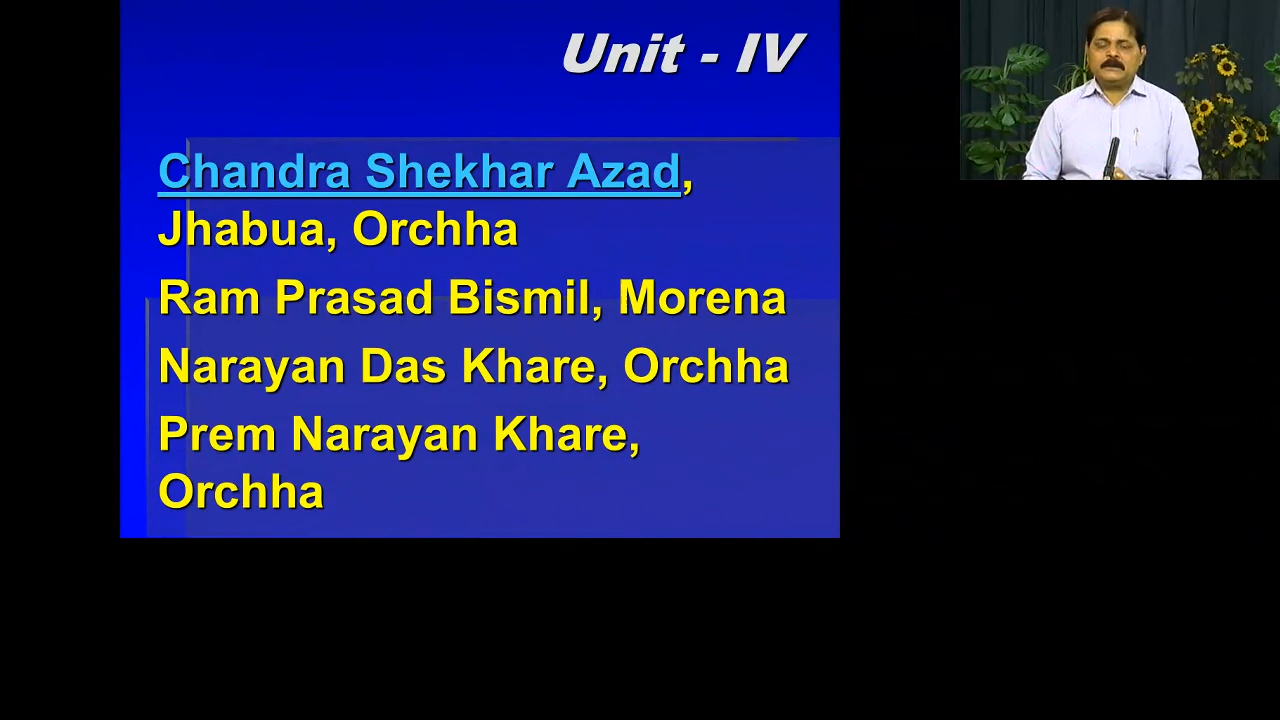 Unit - IV
Chandra Shekhar Azad,
Jhabua, Orchha
Ram Prasad Bismil, Morena
Narayan Das Khare, Orchha
Prem Narayan Khare,
Orchha